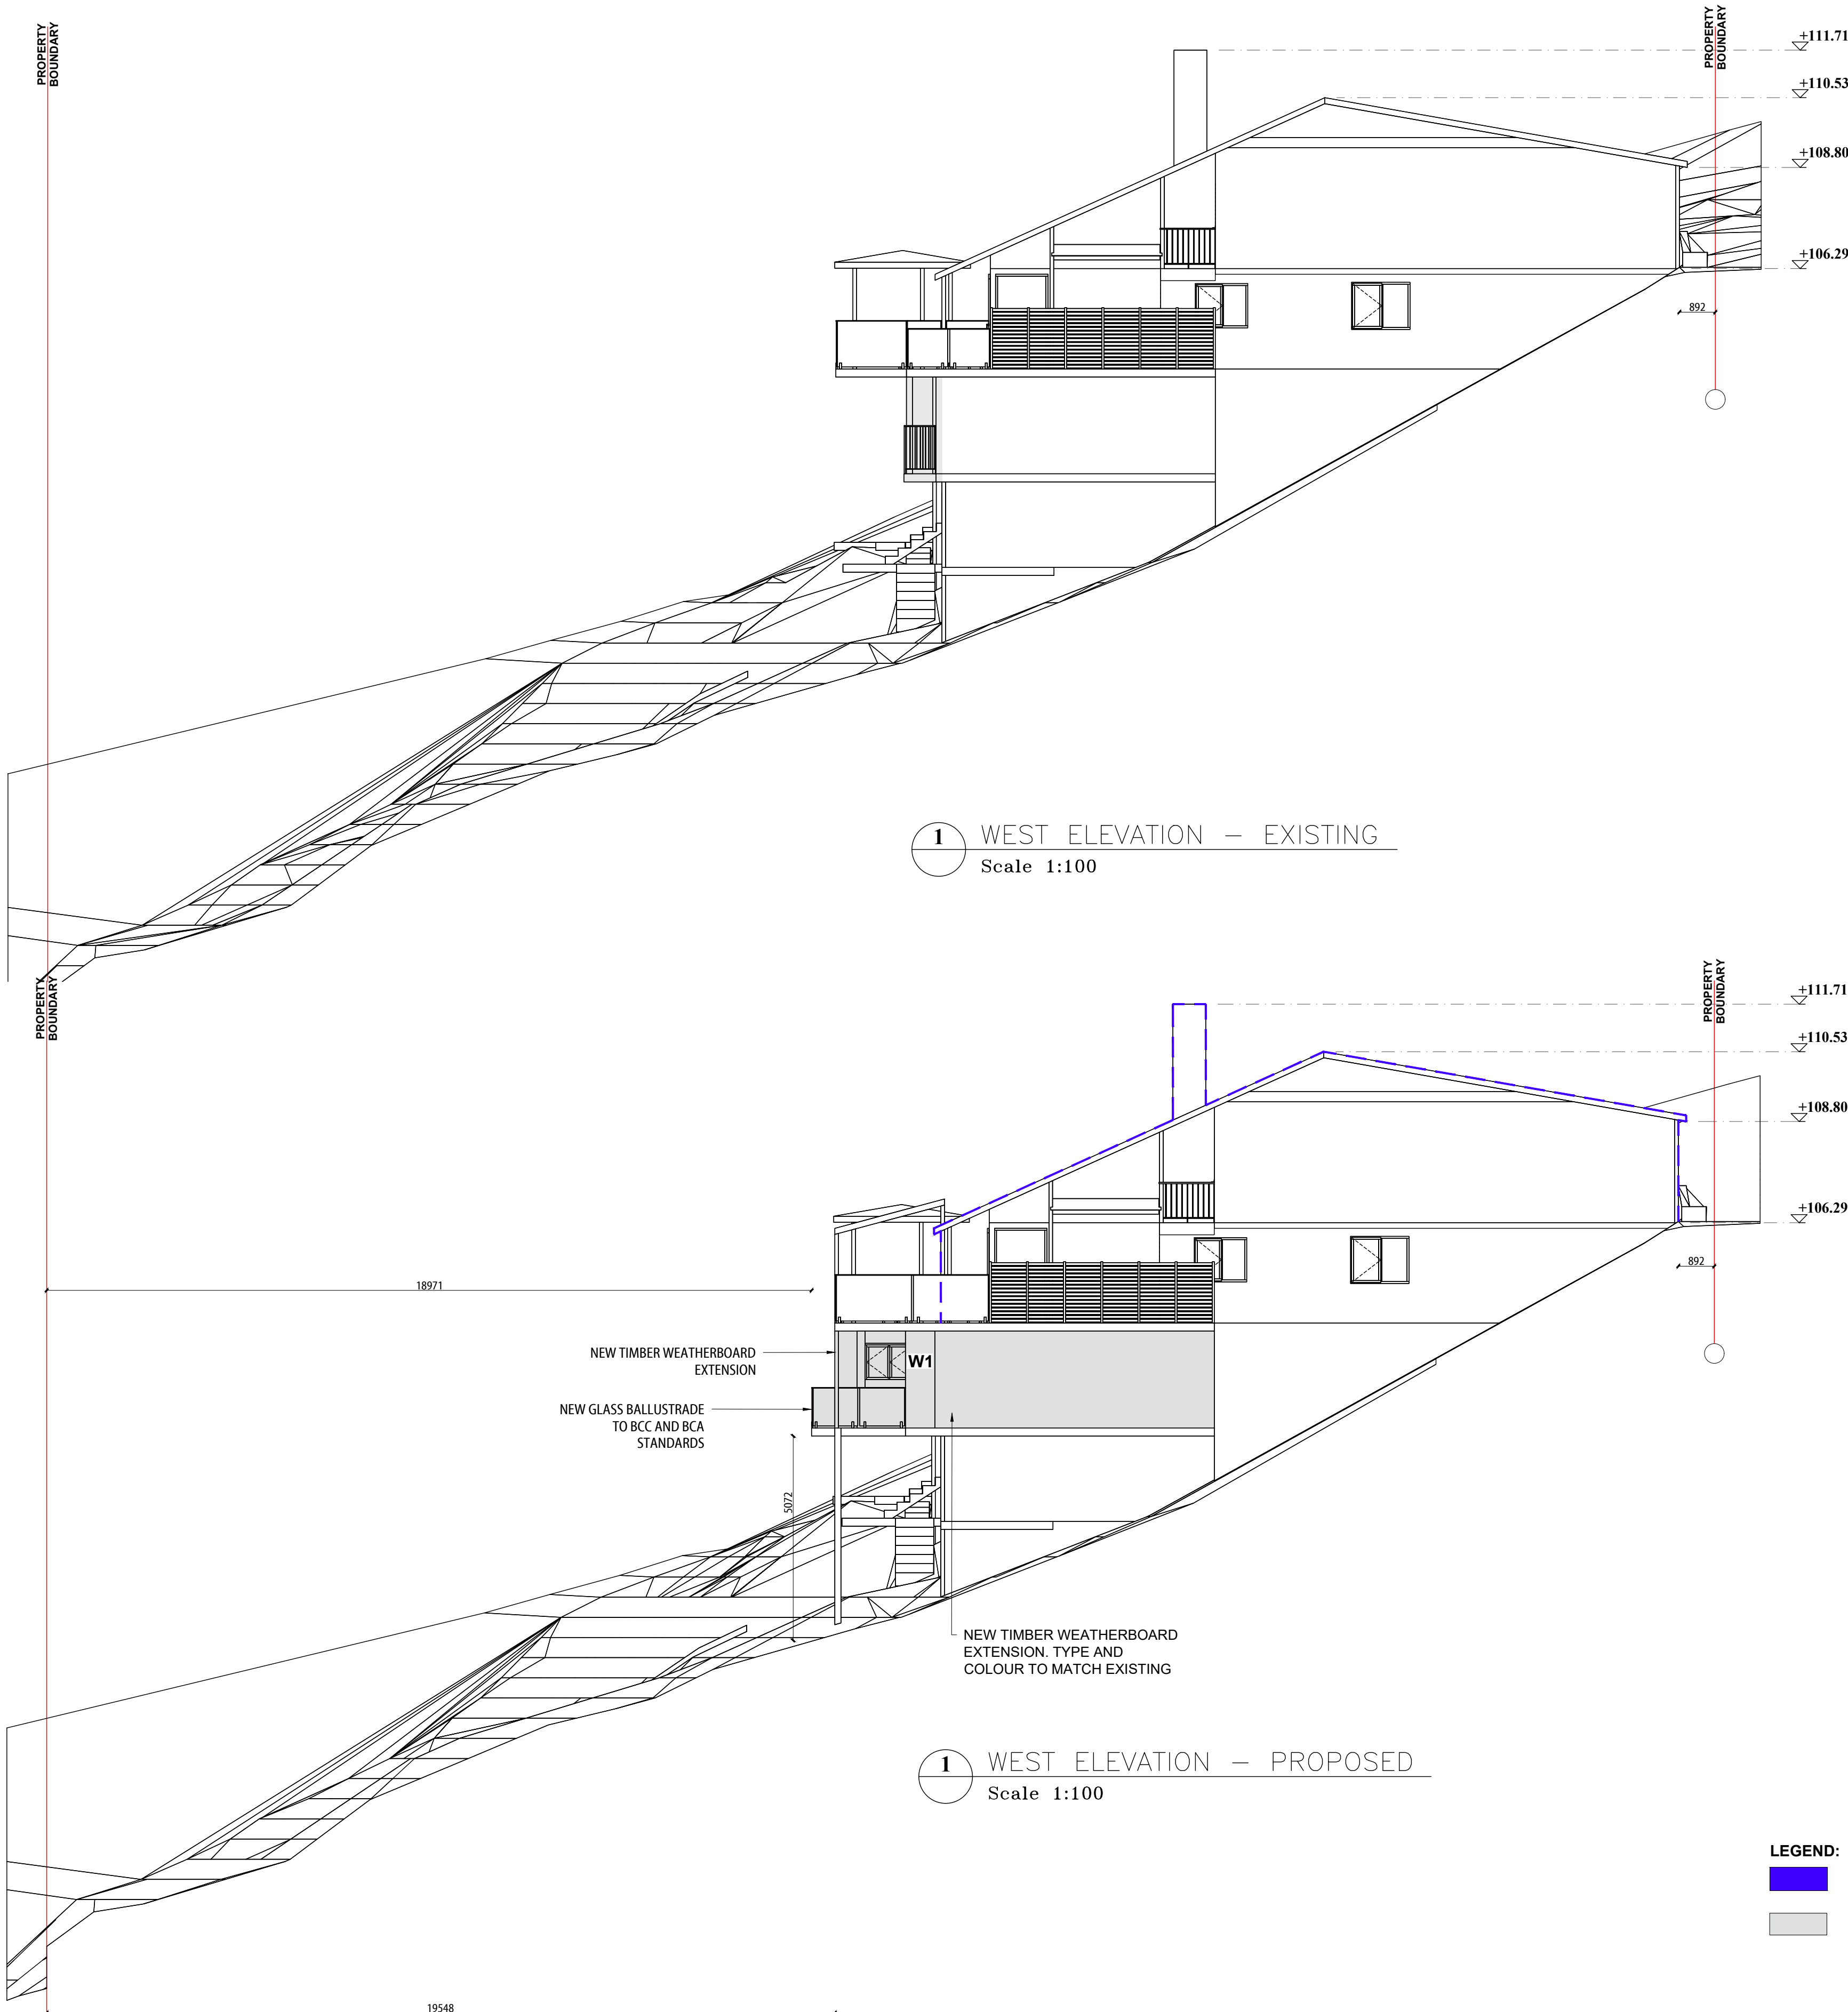 PROPERTY
BOUNDARY
PROPERTY
BOUNDARY
+111.71
+110.53
+108.80
+106.29
892
1
WEST ELEVATION – EXISTING
Scale 1:100
PROPERTY
BOUNDARY
PROPERTY
BOUNDARY
+111.71
+110.53
+108.80
+106.29
892
18971
NEW TIMBER WEATHERBOARD
EXTENSION
W1
NEW GLASS BALLUSTRADE
TO BCC AND BCA
STANDARDS
5072
NEW TIMBER WEATHERBOARD
EXTENSION. TYPE AND
COLOUR TO MATCH EXISTING
1
WEST ELEVATION – PROPOSED
Scale 1:100
LEGEND:
19548